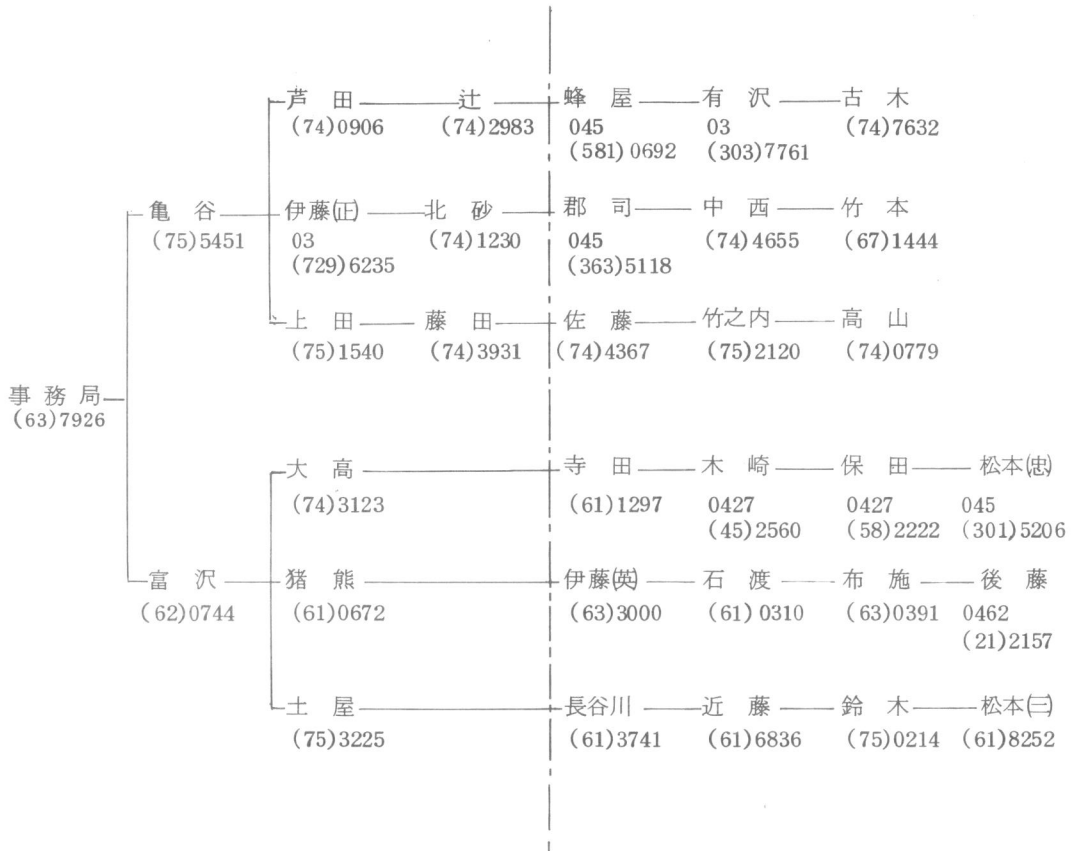 芦田 辻 蜂屋 有沢 古木
(74)0906 (74)2983 045 03 (74)7632
(581)0692 (303)7761
亀谷 伊藤(正) 北砂 郡司 中西 竹本
(75)5451 03 (74)1230 045 (74)4655 (67)1444
(729)6235 (363)5118
上田 藤田 佐藤 竹之内 高山
(75)1540 (74)3931 (74)4367 (75)2120 (74)0779
事務局
(63)7926
大高 寺田 木崎 保田 松本(忠)
(74)3123 (61)1297 0427 0427 045
(45)2560 (58)2222 (301)5206
富沢 猪熊 伊藤(英) 石渡 布施 後藤
(62)0744 (61)0672 (63)3000 (61)0310 (63)0391 0462
(21)2157
土屋 長谷川 近藤 鈴木 松本(三)
(75)3225 (61)3741 (61)6836 (75)0214 (61)8252